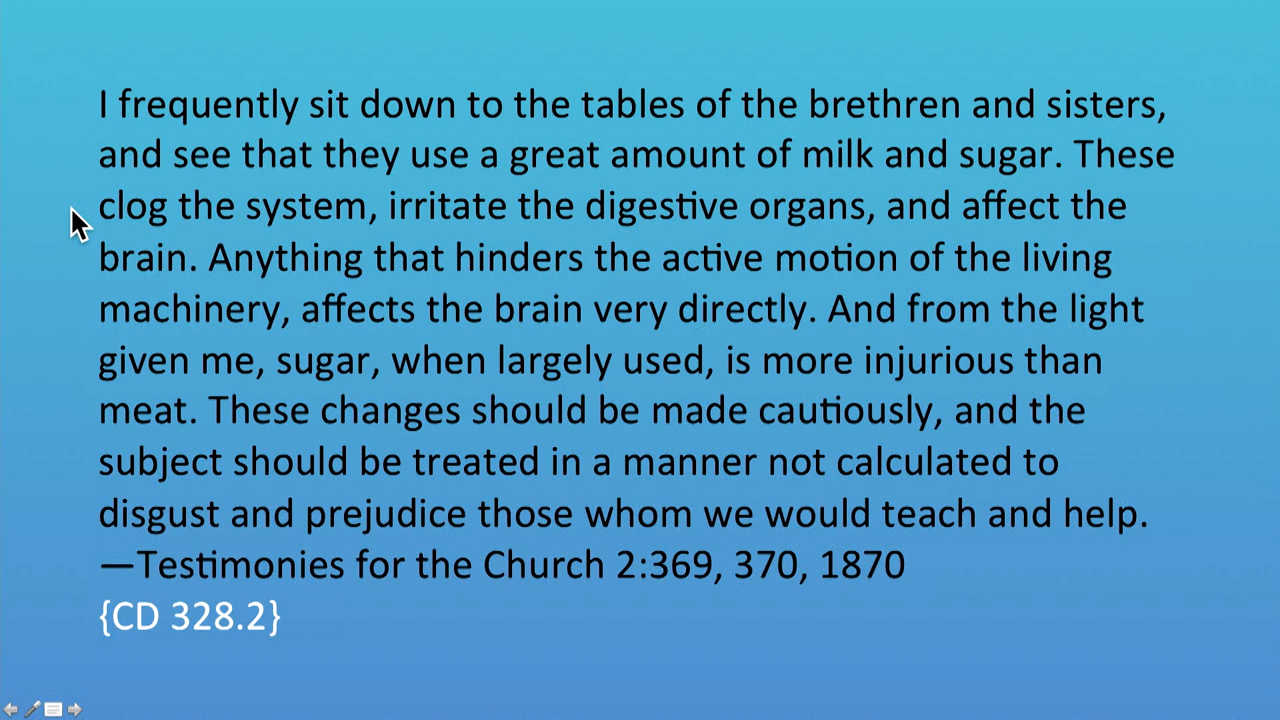 I frequently sit down to the tables of the brethren and sisters,
and see that they use a great amount of milk and sugar. These
clog the system, irritate the digestive organs, and affect the
brain. Anything that hinders the active motion of the living
machinery, affects the brain very directly. And from the light
given me, sugar, when largely used, is more injurious than
meat. These changes should be made cautiously, and the
subject should be treated in a manner not calculated to
disgust and prejudice those whom we would teach and help.
—Testimonies for the Church 2:369, 370, 1870
{CD 328.2}